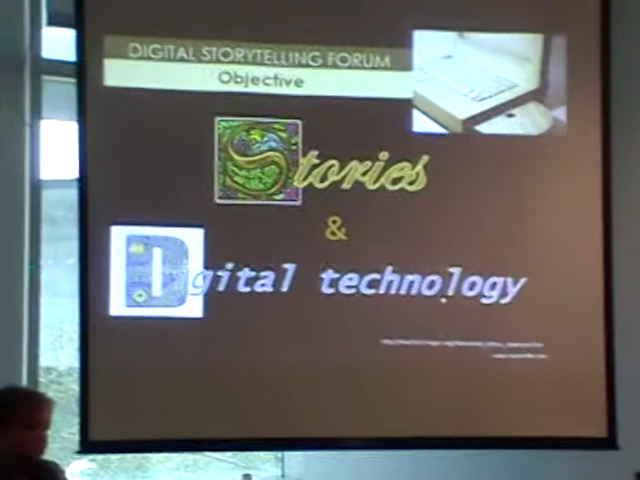 DIGITAL STORYTELLING FORUM
Objective
Stories
&
Digital technology